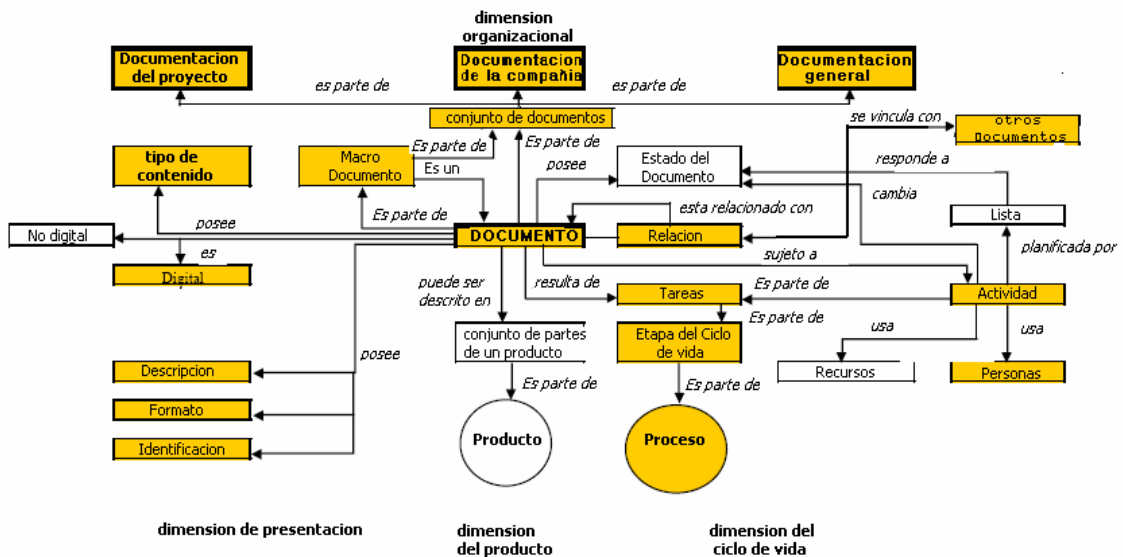 dimension
organizacional
Documentacion
del proyecto
Documentacion
de la compañia
Documentacion
general
es parte de
es parte de
conjunto de documentos
se vincula con
otros
Documentos
tipo de
contenido
Macro
Documento
Es parte de
Es un
Es parte de
posee
Estado del
Documento
responde a
cambia
Es parte de
esta relacionado con
Lista
No digital
posee
DOCUMENTO
Relacion
planificada por
es
sujeto a
Digital
puede ser
descrito en
resulta de
Tareas
Es parte de
Actividad
Es parte de
conjunto de partes
de un producto
Etapa del Ciclo
de vida
usa
usa
posee
Descripcion
Recursos
Personas
Es parte de
Es parte de
Formato
Identificacion
Producto
Proceso
dimension de presentacion
dimension
del producto
dimension del
ciclo de vida